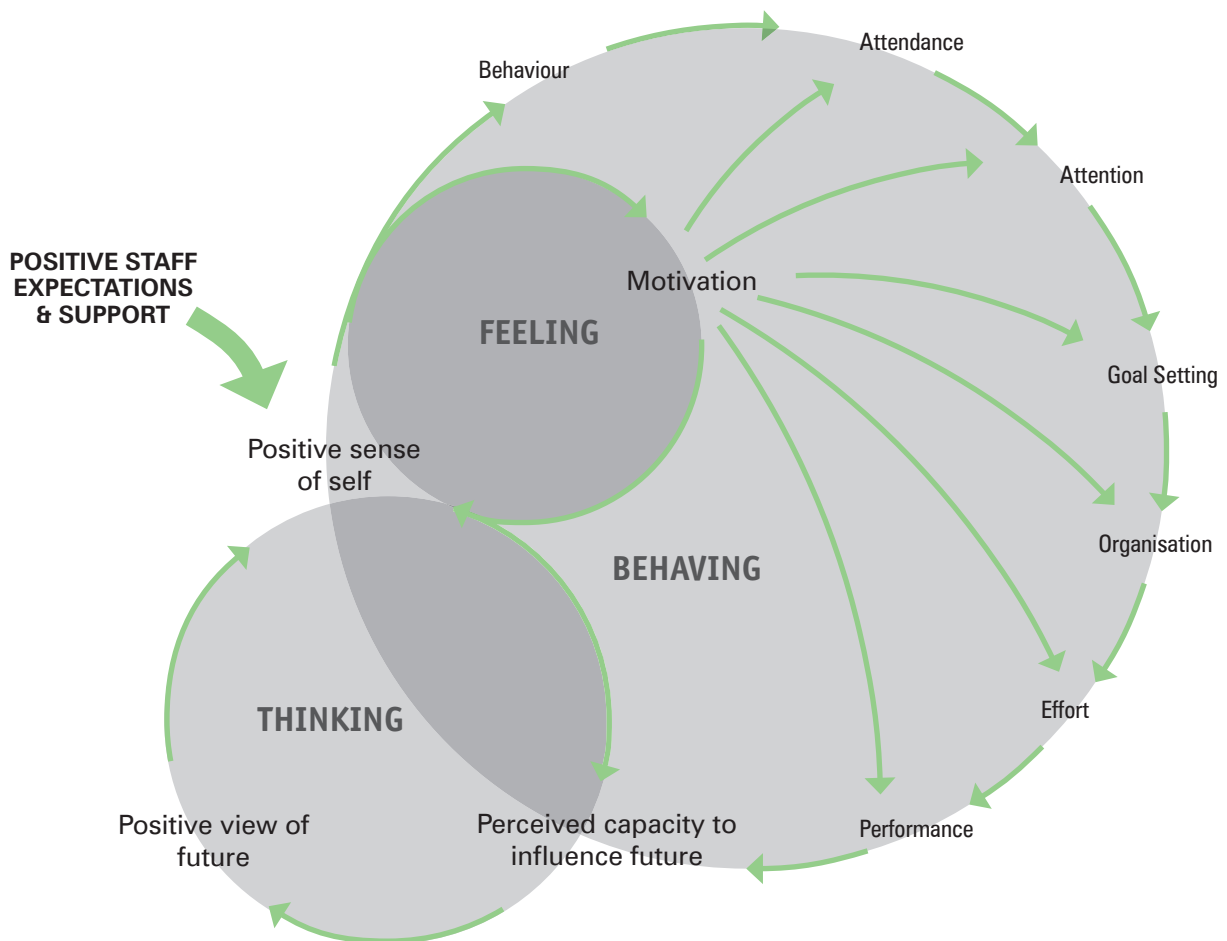 Attendance
Behaviour
Attention
POSITIVE STAFF
EXPECTATIONS
& SUPPORT
Motivation
FEELING
Goal Setting
Positive sense
of self
Organisation
BEHAVING
THINKING
Effort
Positive view of
future
Perceived capacity to
influence future
Performance